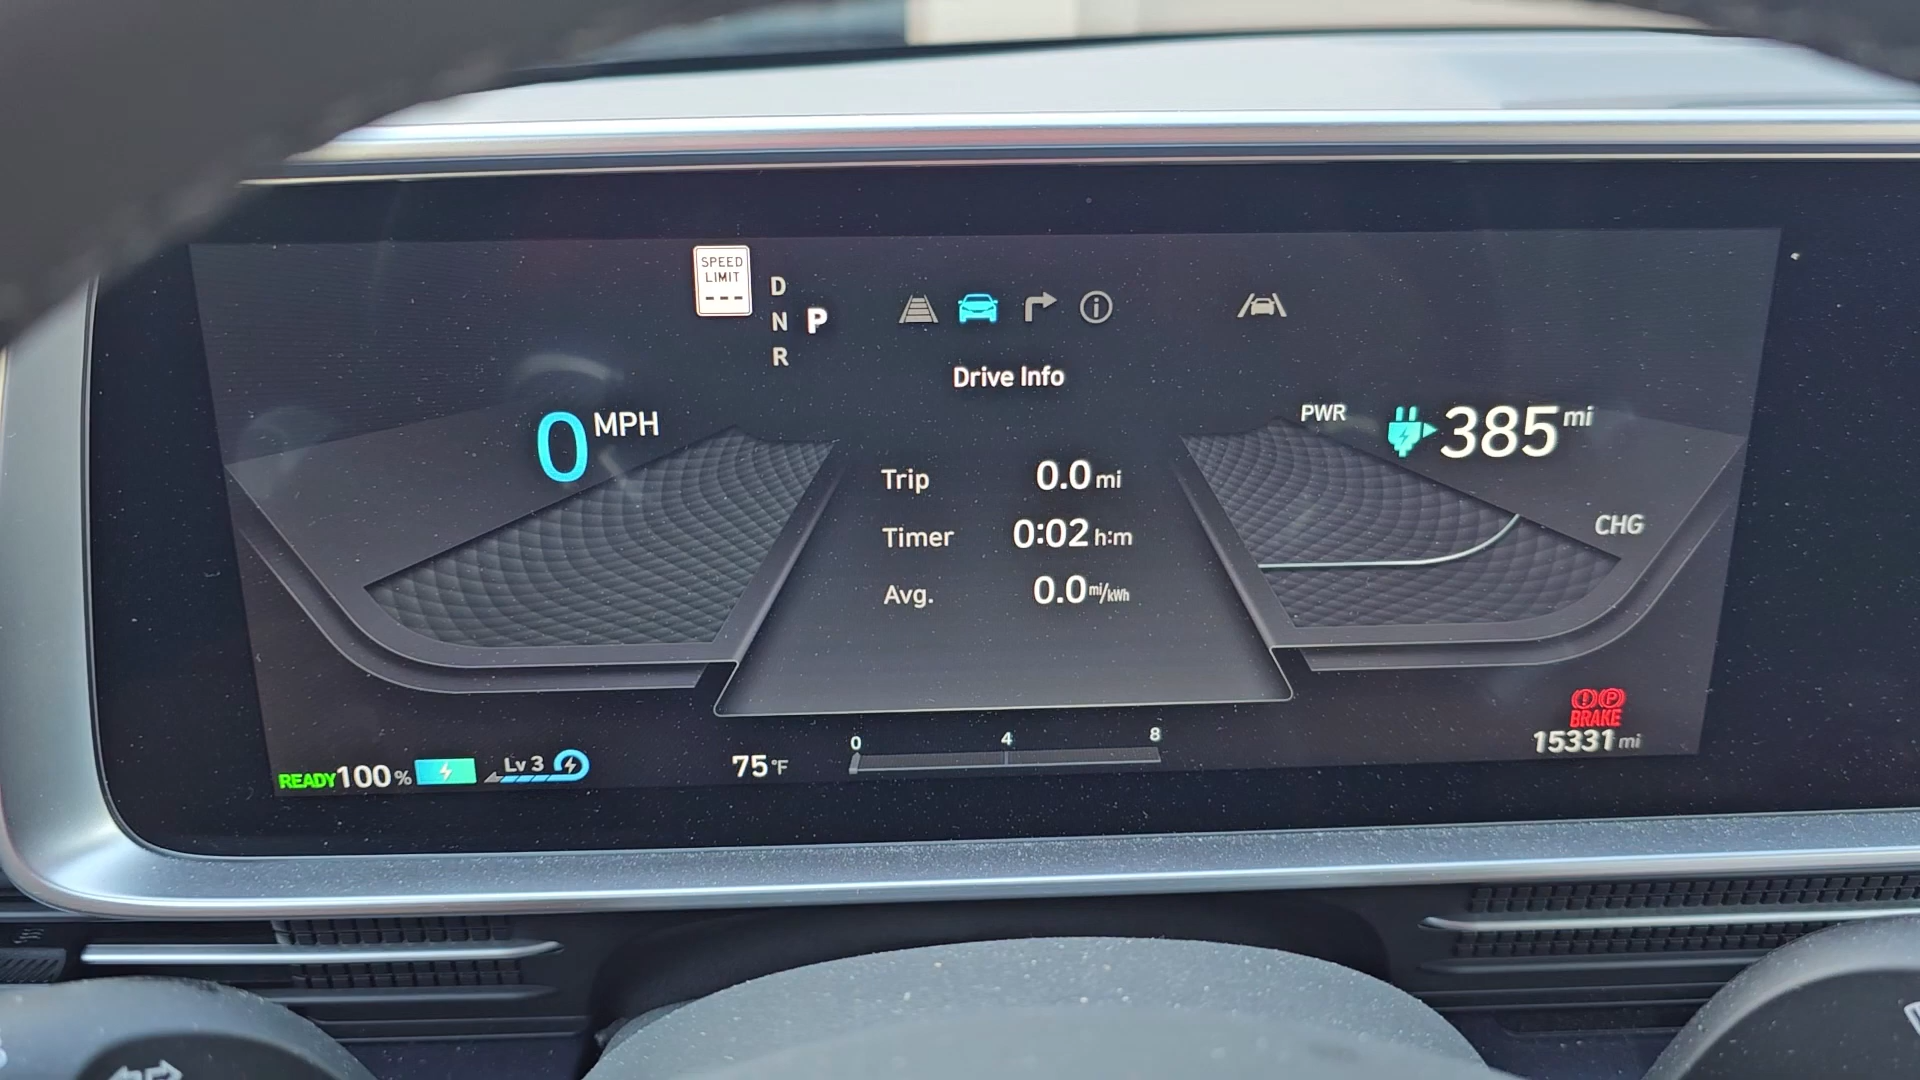 SPEED
LIMIT
---
D
N P
R
Drive Info
0 MPH
PWR
385 mi
CHG
Trip 0.0 mi
Timer 0:02 h:m
Avg. 0.0 mi/kWh
BRAKE
15331 mi
READY 100 %
Lv 3
75°F
0 4 8